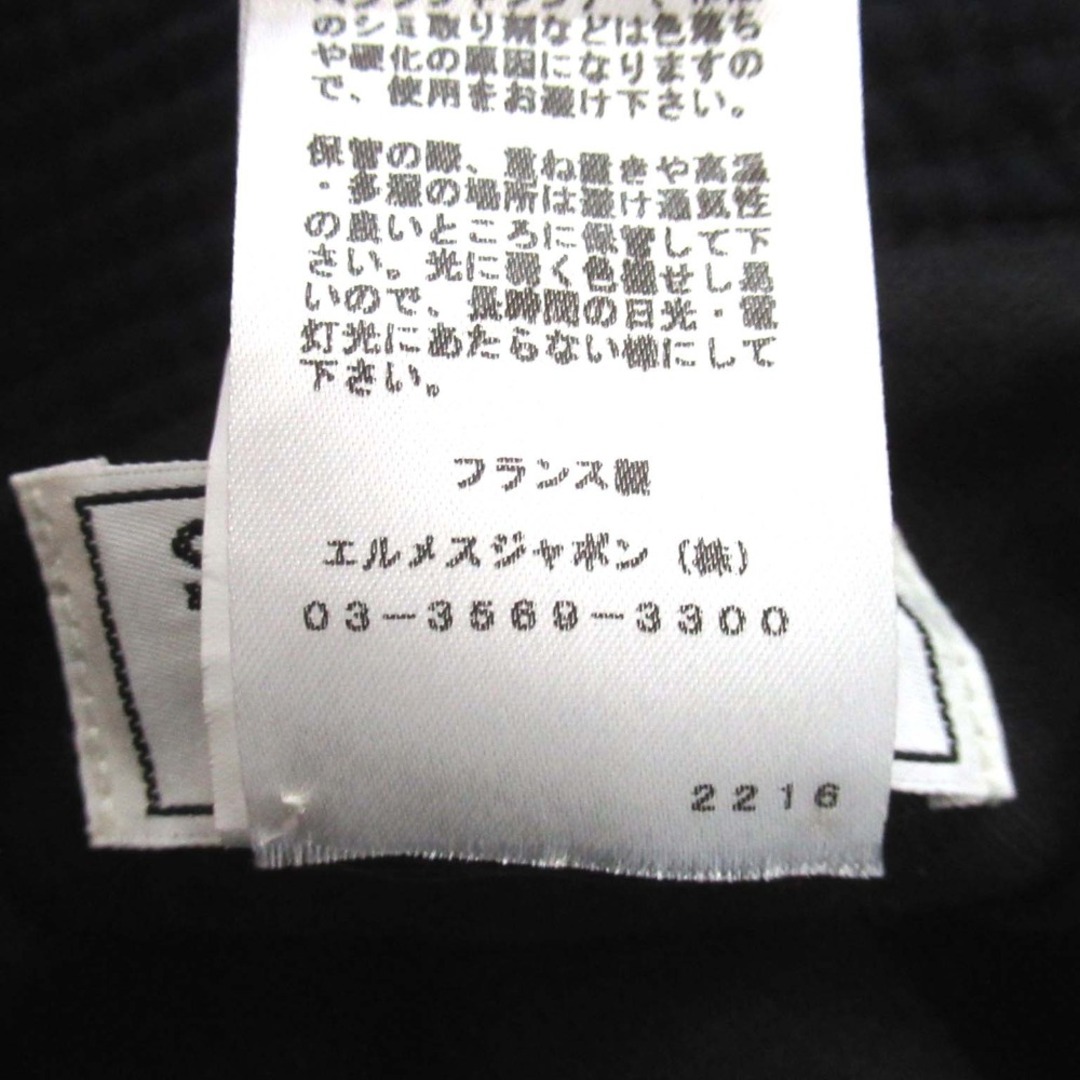 のシミ取り剤などは色落ち
や硬化の原因になりますの
で、使用をお避け下さい。
保管の際、重ね置きや高温
・多湿の場所は避け通気性
の良いところに保管して下
さい。光に弱く色褪せし易
いので、長時間の日光・電
灯光にあたらない様にして
下さい。
フランス製
エルメスジャポン（株）
03-3569-3300
2216